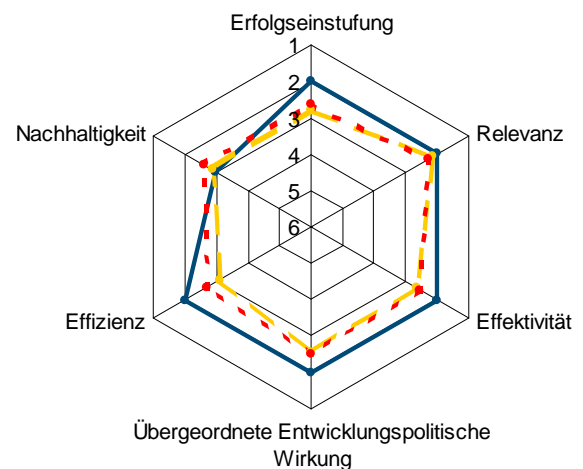 Erfolgseinstufung
1
2
3
4
5
6
Nachhaltigkeit
Relevanz
Effizienz
Effektivität
Übergeordnete Entwicklungspolitische
Wirkung